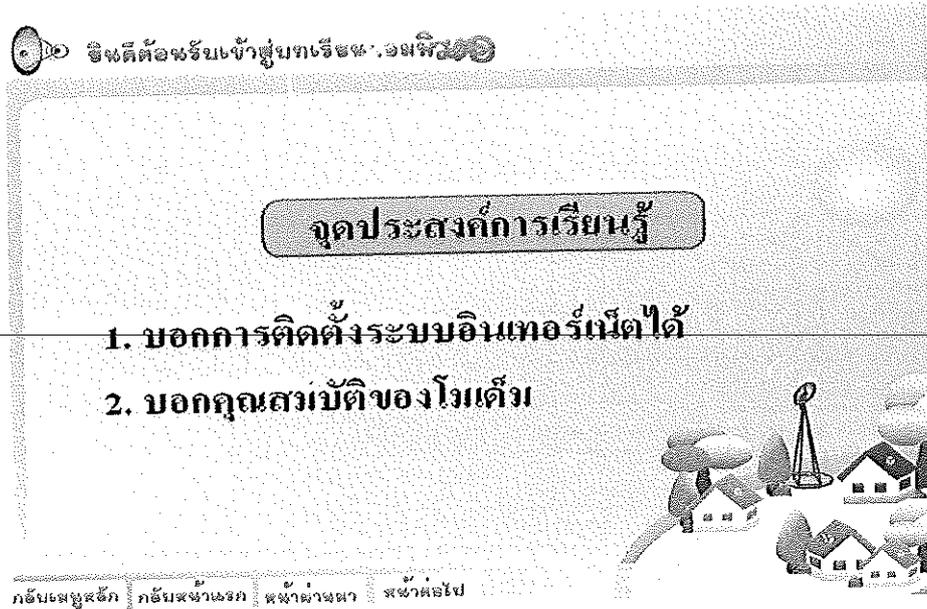 ยินดีต้อนรับเข้าสู่บทเรียน
จุดประสงค์การเรียนรู้
1. บอกการติดตั้งระบบอินเทอร์เน็ตได้
2. บอกคุณสมบัติของโมเด็ม
กลับเมนูหลัก กลับหน้าแรก หน้าผ่านมา หน้าต่อไป